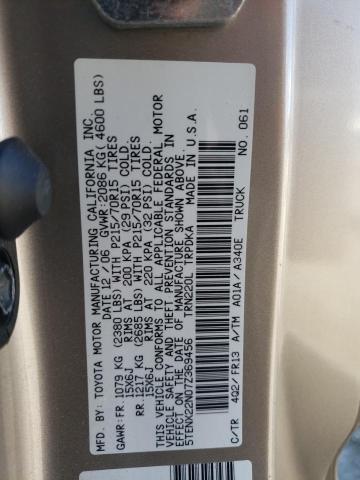 MFD. BY: TOYOTA MOTOR MANUFACTURING CALIFORNIA INC.
DATE 12/06 GVWR: 2086 KG ( 4600 LBS)
GAWR: FR. 1079 KG (2380 LBS) WITH P215/70R15 TIRES
15X6J RIMS AT 200 KPA (29 PSI) COLD.
RR. 1217 KG (2685 LBS) WITH P215/70R15 TIRES
15X6J RIMS AT 220 KPA (32 PSI) COLD.
THIS VEHICLE CONFORMS TO ALL APPLICABLE FEDERAL MOTOR
VEHICLE SAFETY AND THEFT PREVENTION STANDARDS IN
EFFECT ON THE DATE OF MANUFACTURE SHOWN ABOVE.
5TENX22N07Z369456 TRN220L TRPDKA MADE IN U.S.A.
TRUCK NO. 061
C/TR 4Q2/FR13 A/TM A01A/A340E